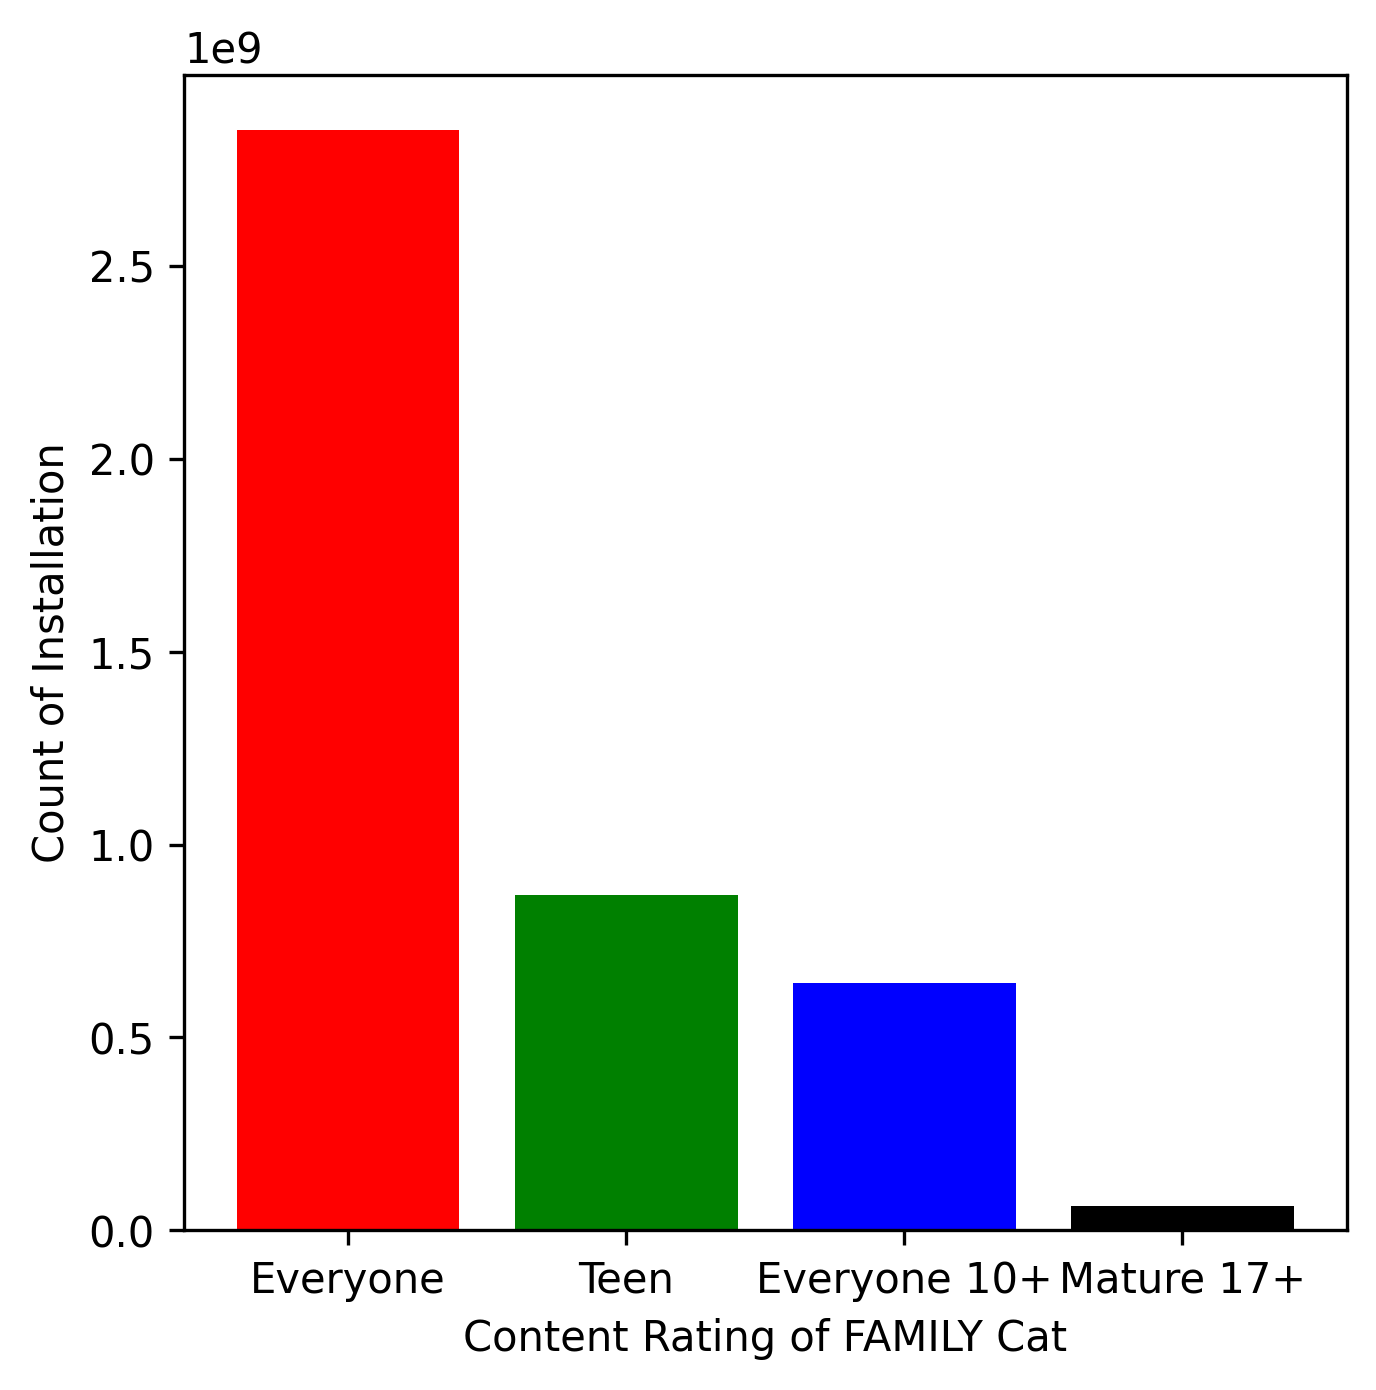 1e9
2.5
2.0
1.5
1.0
0.5
0.0
Count of Installation
Everyone Teen Everyone 10+ Mature 17+
Content Rating of FAMILY Cat